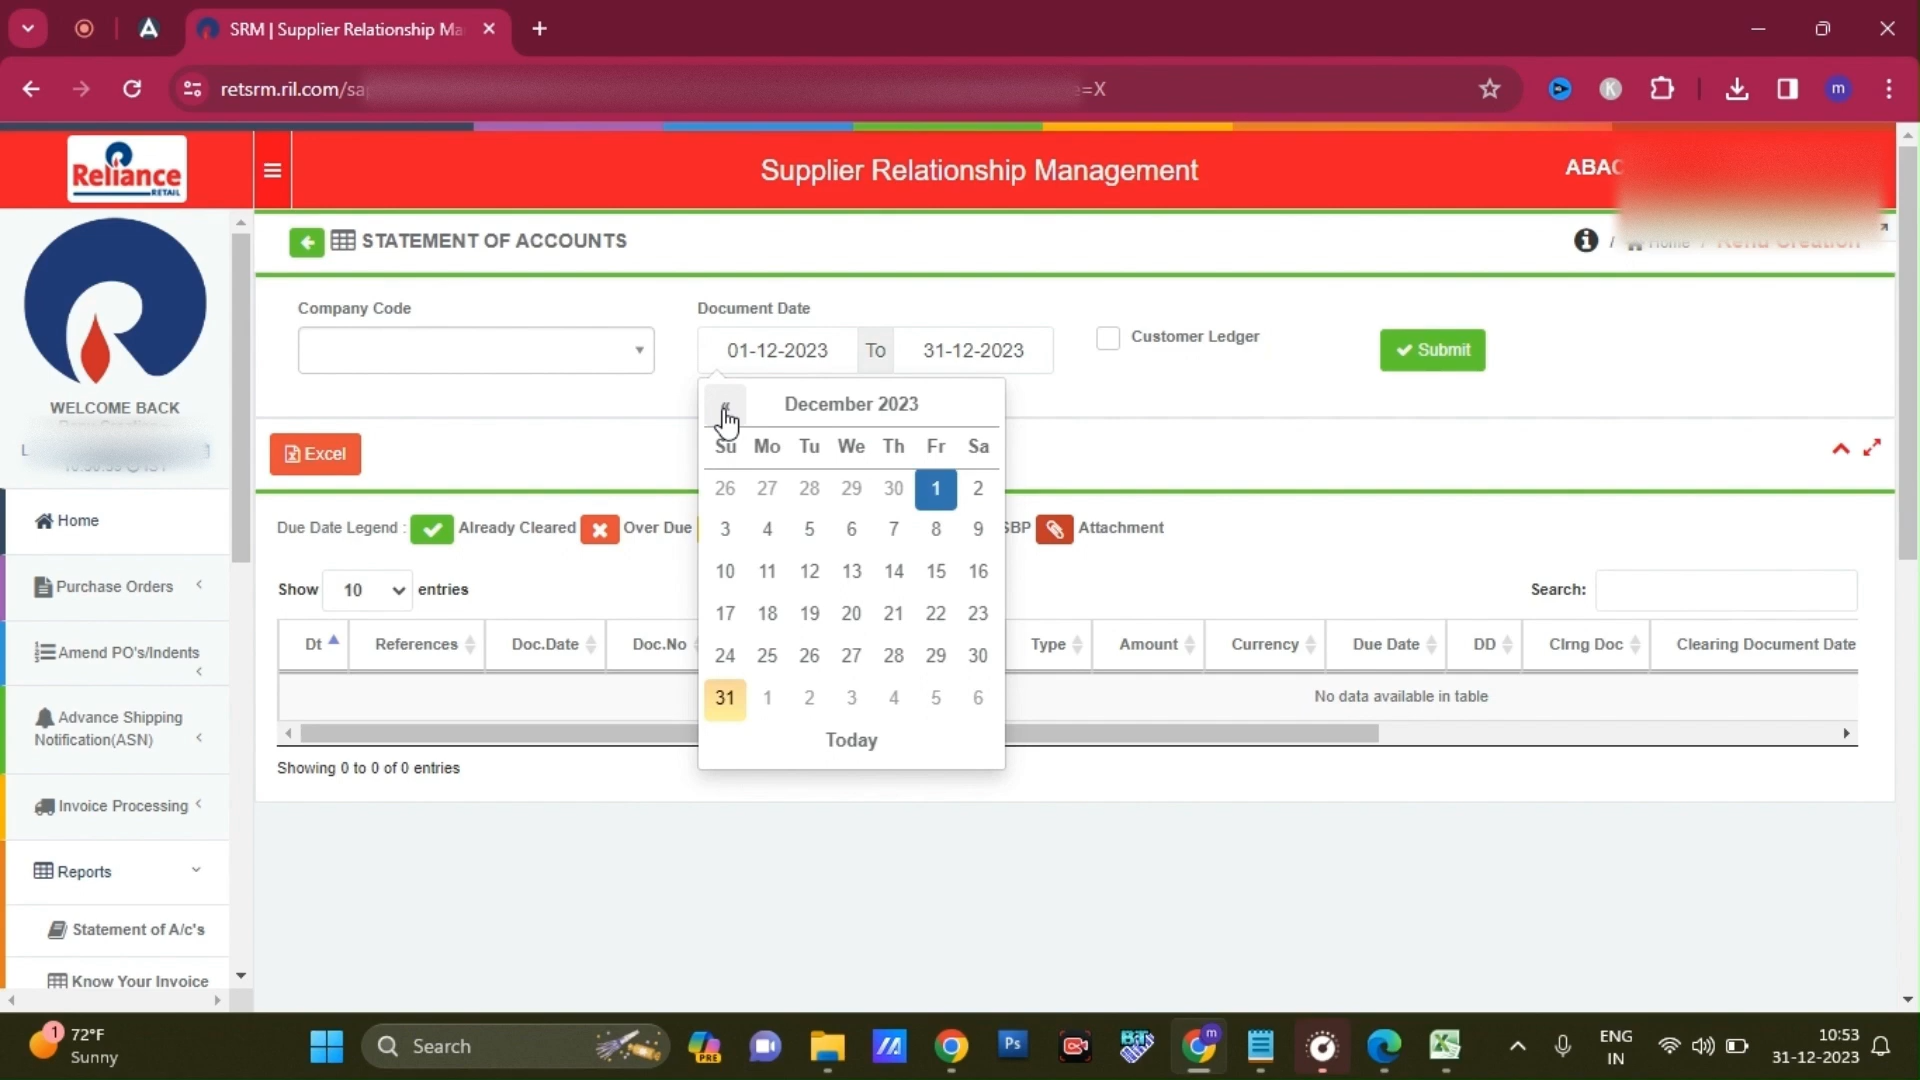 SRM | Supplier Relationship Ma
retsrm.ril.com/sa =X
K
m
Reliance
RETAIL
Supplier Relationship Management
ABAC
STATEMENT OF ACCOUNTS
/ Home / Renu Creation
WELCOME BACK
Company Code
Document Date
01-12-2023 To 31-12-2023
Customer Ledger
Submit
« December 2023
Su Mo Tu We Th Fr Sa
26 27 28 29 30 1 2
3 4 5 6 7 8 9
10 11 12 13 14 15 16
17 18 19 20 21 22 23
24 25 26 27 28 29 30
31 1 2 3 4 5 6
Today
Excel
Due Date Legend : Already Cleared Over Due SBP Attachment
Show 10 entries
Search:
Dt References Doc.Date Doc.No Type Amount Currency Due Date DD Clrng Doc Clearing Document Date
No data available in table
Showing 0 to 0 of 0 entries
Home
Purchase Orders
Amend PO's/Indents
Advance Shipping
Notification(ASN)
Invoice Processing
Reports
Statement of A/c's
Know Your Invoice
1
72°F
Sunny
Search
PRE
Ps
m
ENG
IN
10:53
31-12-2023